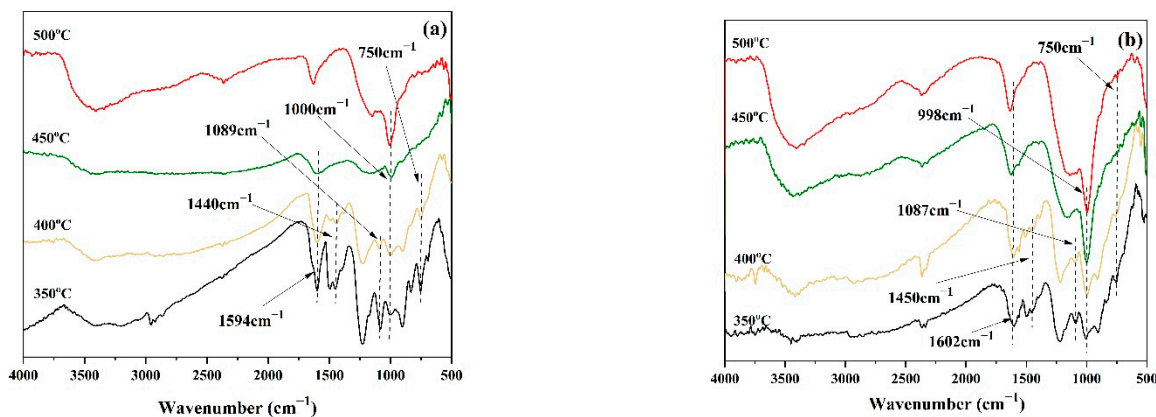 (a)
500°C
750cm⁻¹
1000cm⁻¹
450°C
1089cm⁻¹
1440cm⁻¹
400°C
350°C
1594cm⁻¹
4000 3500 3000 2500 2000 1500 1000 500
Wavenumber (cm⁻¹)
(b)
500°C
750cm⁻¹
998cm⁻¹
450°C
1087cm⁻¹
400°C
1450cm⁻¹
350°C
1602cm⁻¹
4000 3500 3000 2500 2000 1500 1000 500
Wavenumber (cm⁻¹)